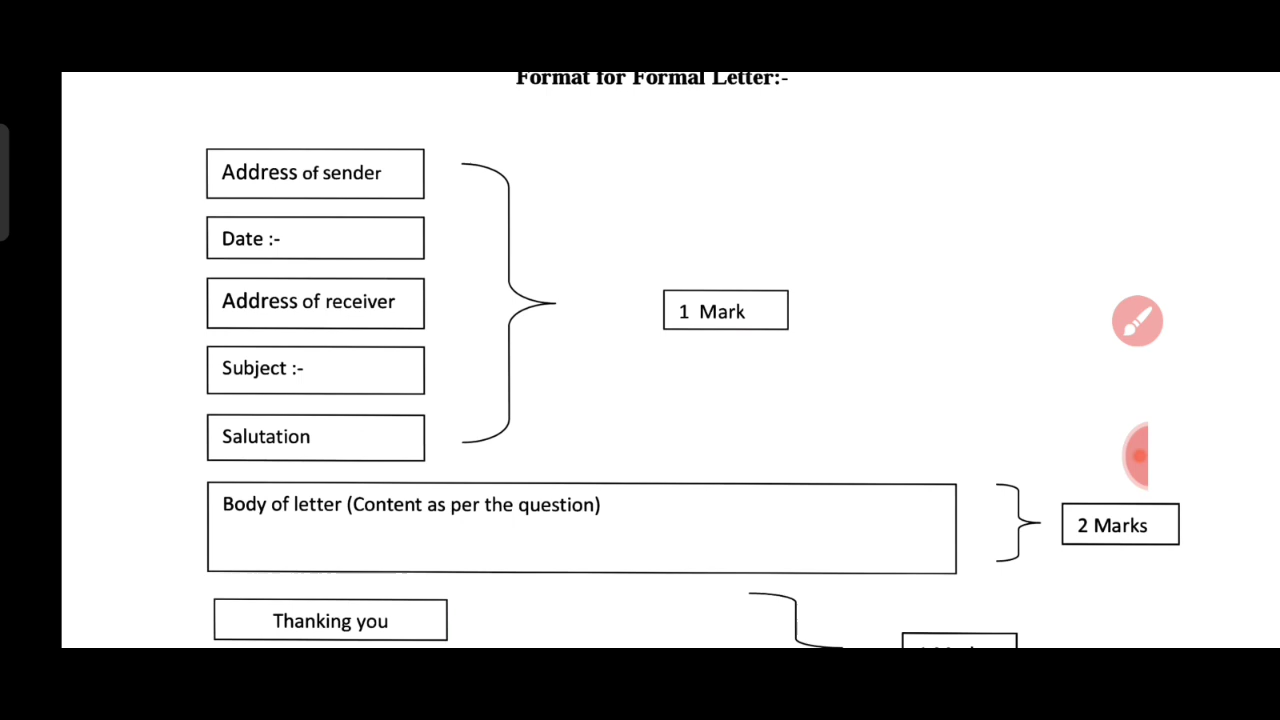 Format for Formal Letter:-
Address of sender
Date :-
Address of receiver
1 Mark
Subject :-
Salutation
Body of letter (Content as per the question)
2 Marks
Thanking you